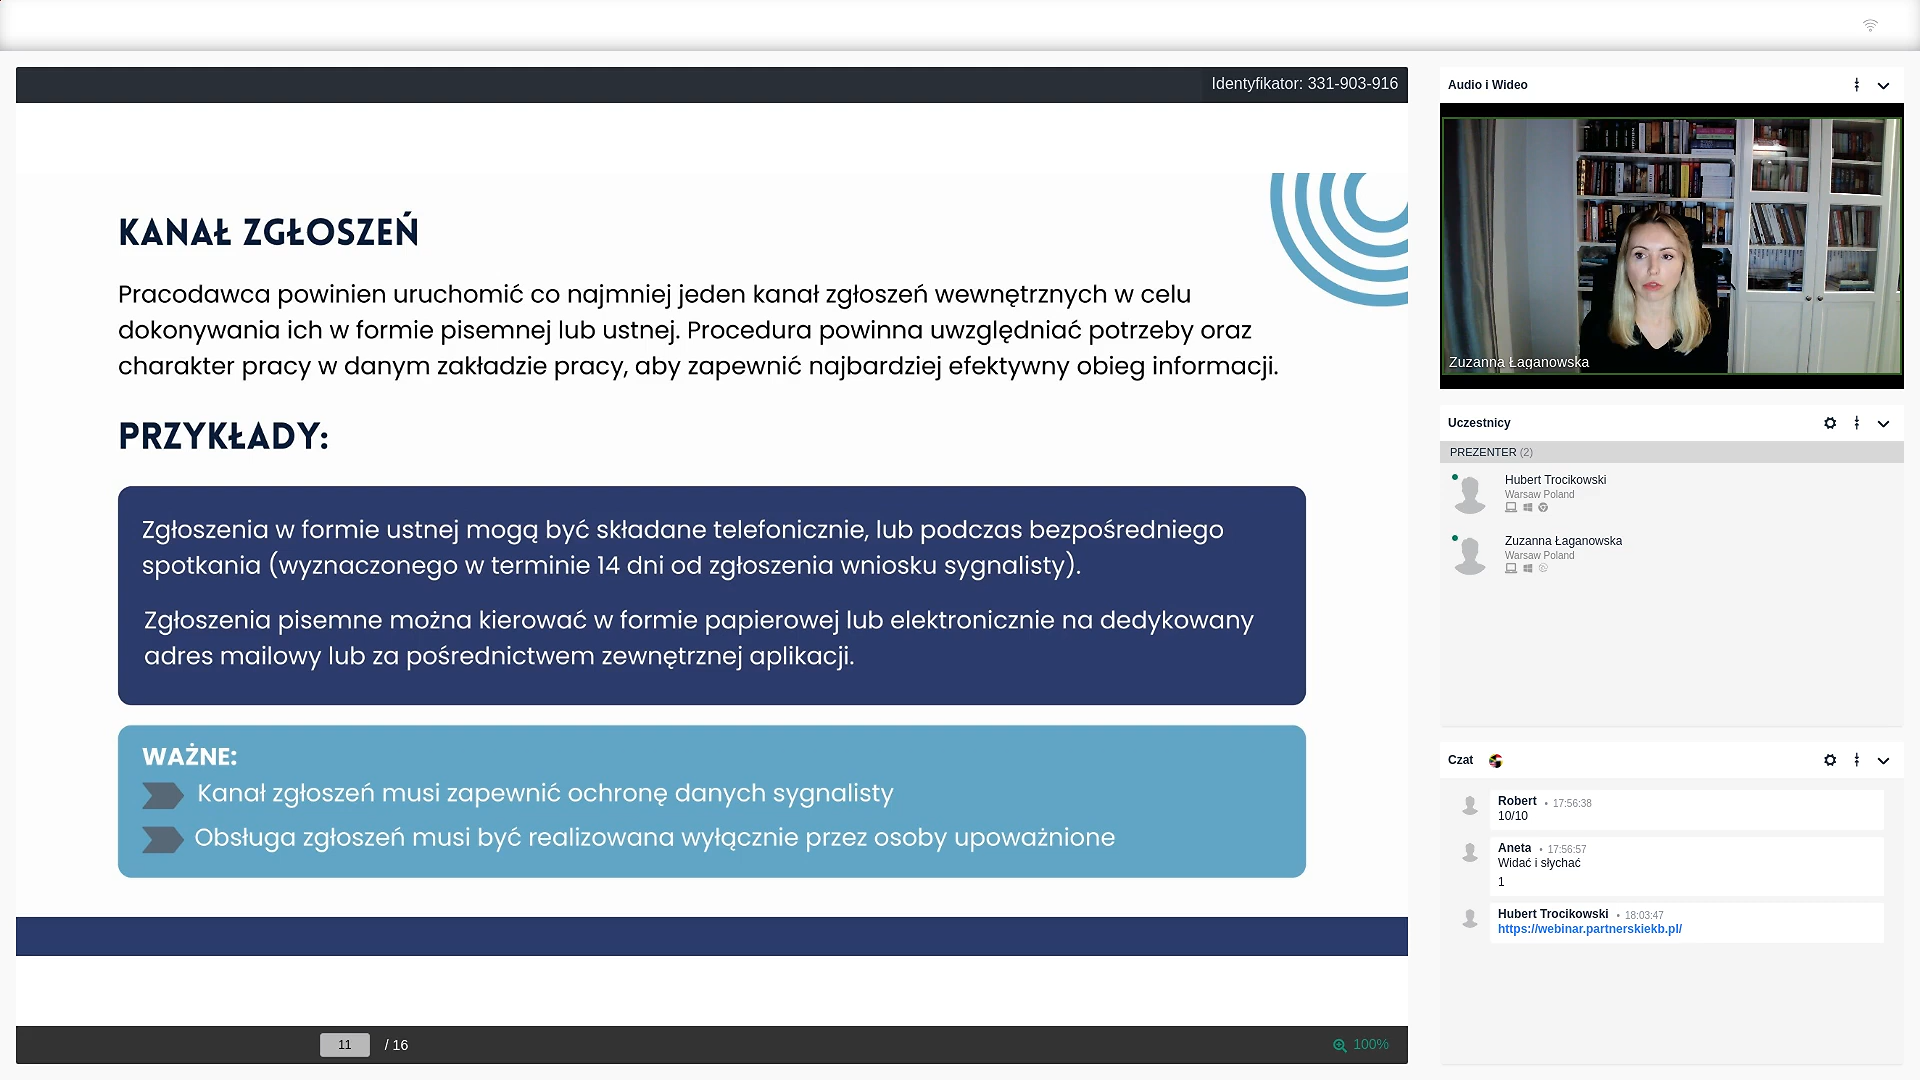 Identyfikator: 331-903-916
KANAŁ ZGŁOSZEŃ
Pracodawca powinien uruchomić co najmniej jeden kanał zgłoszeń wewnętrznych w celu
dokonywania ich w formie pisemnej lub ustnej. Procedura powinna uwzględniać potrzeby oraz
charakter pracy w danym zakładzie pracy, aby zapewnić najbardziej efektywny obieg informacji.
PRZYKŁADY:
Zgłoszenia w formie ustnej mogą być składane telefonicznie, lub podczas bezpośredniego
spotkania (wyznaczonego w terminie 14 dni od zgłoszenia wniosku sygnalisty).
Zgłoszenia pisemne można kierować w formie papierowej lub elektronicznie na dedykowany
adres mailowy lub za pośrednictwem zewnętrznej aplikacji.
WAŻNE:
Kanał zgłoszeń musi zapewnić ochronę danych sygnalisty
Obsługa zgłoszeń musi być realizowana wyłącznie przez osoby upoważnione
11 / 16
100%
Audio i Wideo
Zuzanna Łaganowska
Uczestnicy
PREZENTER (2)
Hubert Trocikowski
Warsaw Poland
Zuzanna Łaganowska
Warsaw Poland
Czat
Robert • 17:56:38
10/10
Aneta • 17:56:57
Widać i słychać
1
Hubert Trocikowski • 18:03:47
https://webinar.partnerskiekb.pl/